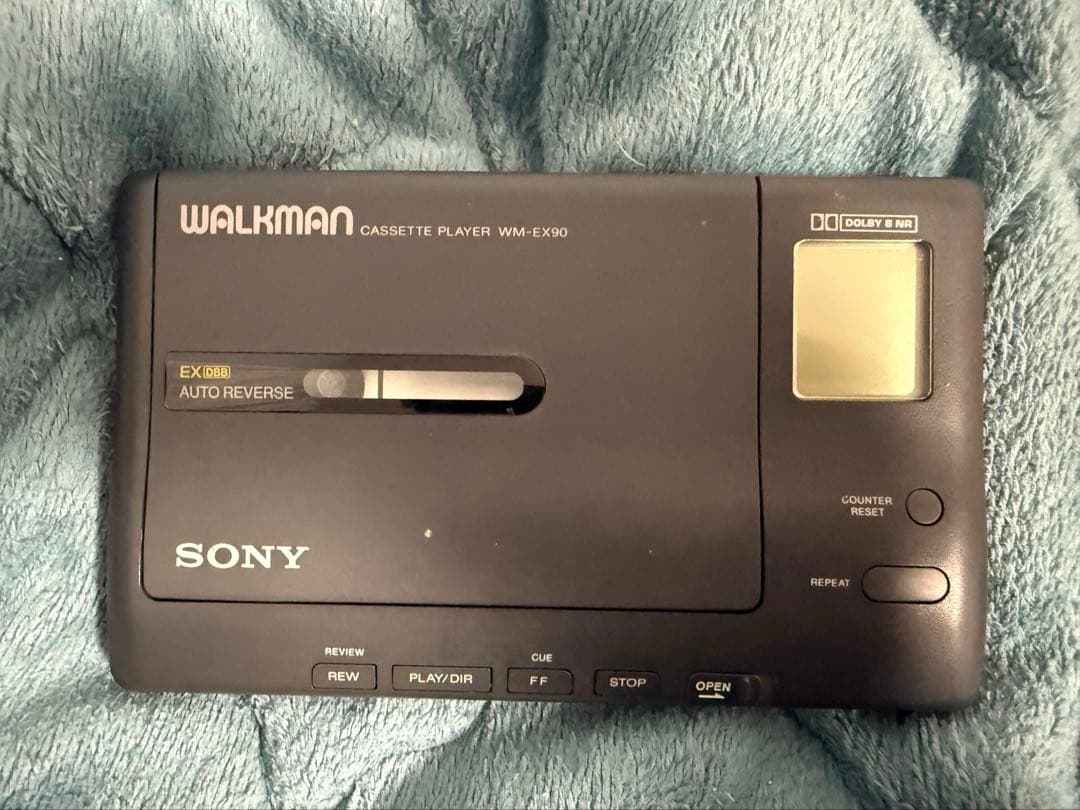 WALKMAN CASSETTE PLAYER WM-EX90
DOLBY B NR
EX DBB
AUTO REVERSE
COUNTER
RESET
SONY
REPEAT
REVIEW
CUE
REW
PLAY/DIR
FF
STOP
OPEN